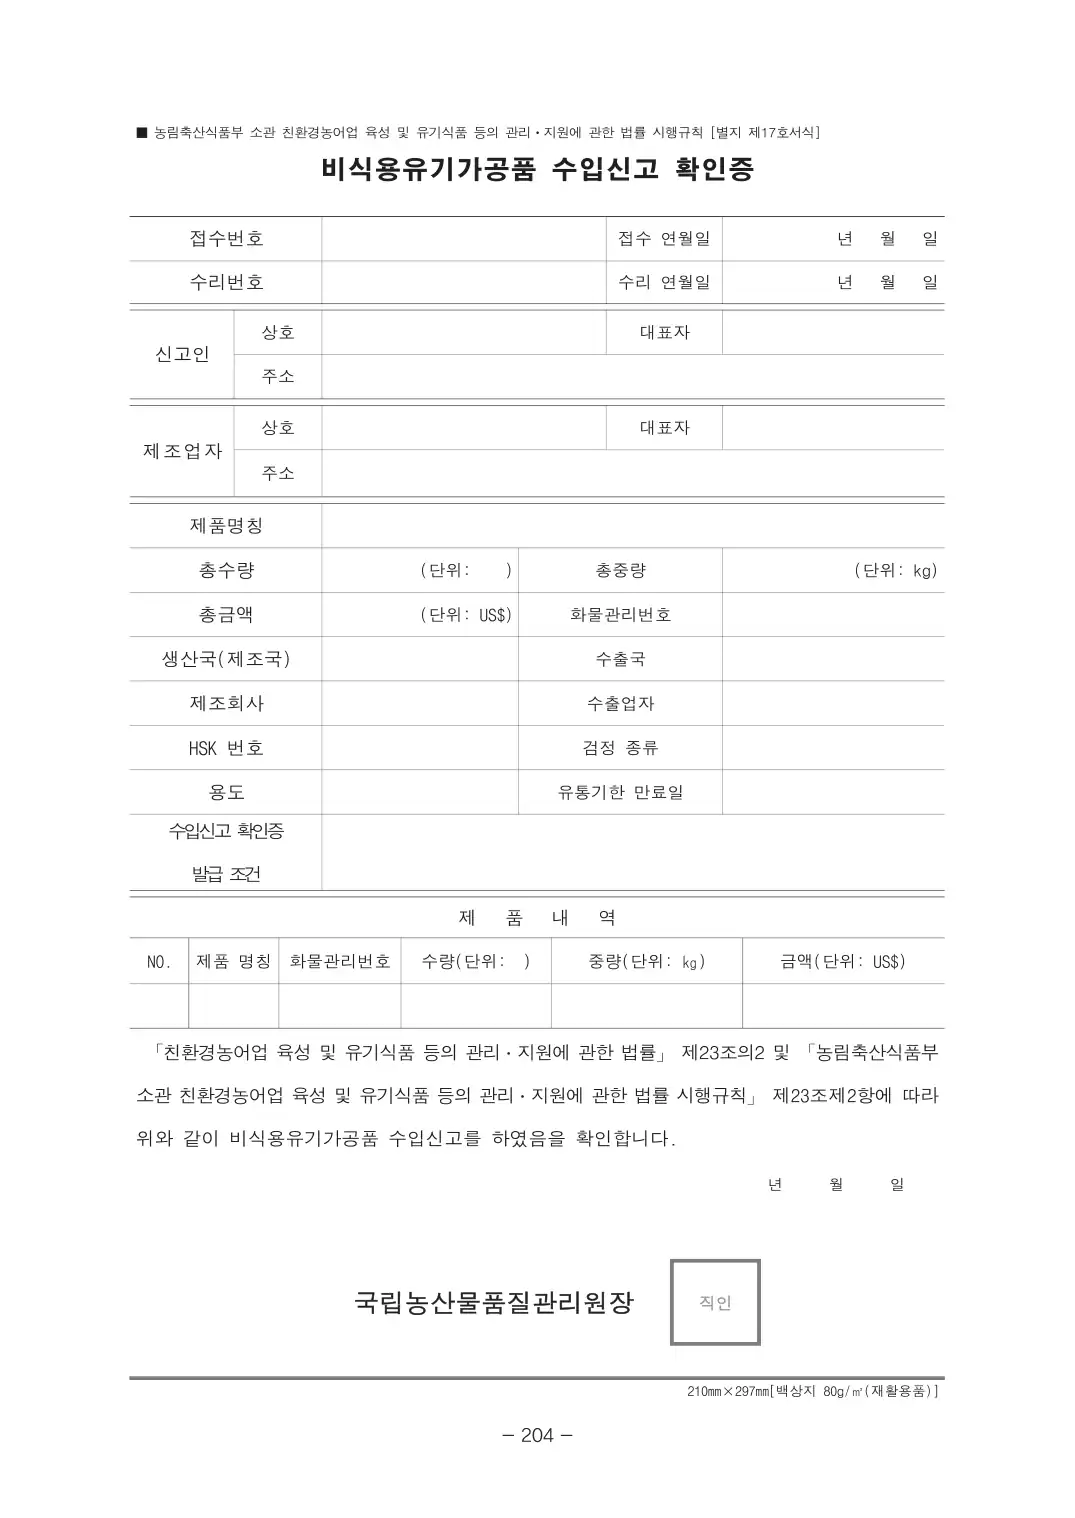 ■ 농림축산식품부 소관 친환경농어업 육성 및 유기식품 등의 관리·지원에 관한 법률 시행규칙 [별지 제17호서식]
비식용유기가공품 수입신고 확인증
접수번호 접수 연월일 년 월 일
수리번호 수리 연월일 년 월 일
신고인 상호 대표자
주소
제조업자 상호 대표자
주소
제품명칭
총수량 (단위: ) 총중량 (단위: kg)
총금액 (단위: US$) 화물관리번호
생산국(제조국) 수출국
제조회사 수출업자
HSK 번호 검정 종류
용도 유통기한 만료일
수입신고 확인증
발급 조건
제 품 내 역
NO. 제품 명칭 화물관리번호 수량(단위: ) 중량(단위: ㎏) 금액(단위: US$)
「친환경농어업 육성 및 유기식품 등의 관리·지원에 관한 법률」 제23조의2 및 「농림축산식품부
소관 친환경농어업 육성 및 유기식품 등의 관리·지원에 관한 법률 시행규칙」 제23조제2항에 따라
위와 같이 비식용유기가공품 수입신고를 하였음을 확인합니다.
년 월 일
국립농산물품질관리원장 직인
210㎜×297㎜[백상지 80g/㎡(재활용품)]
- 204 -